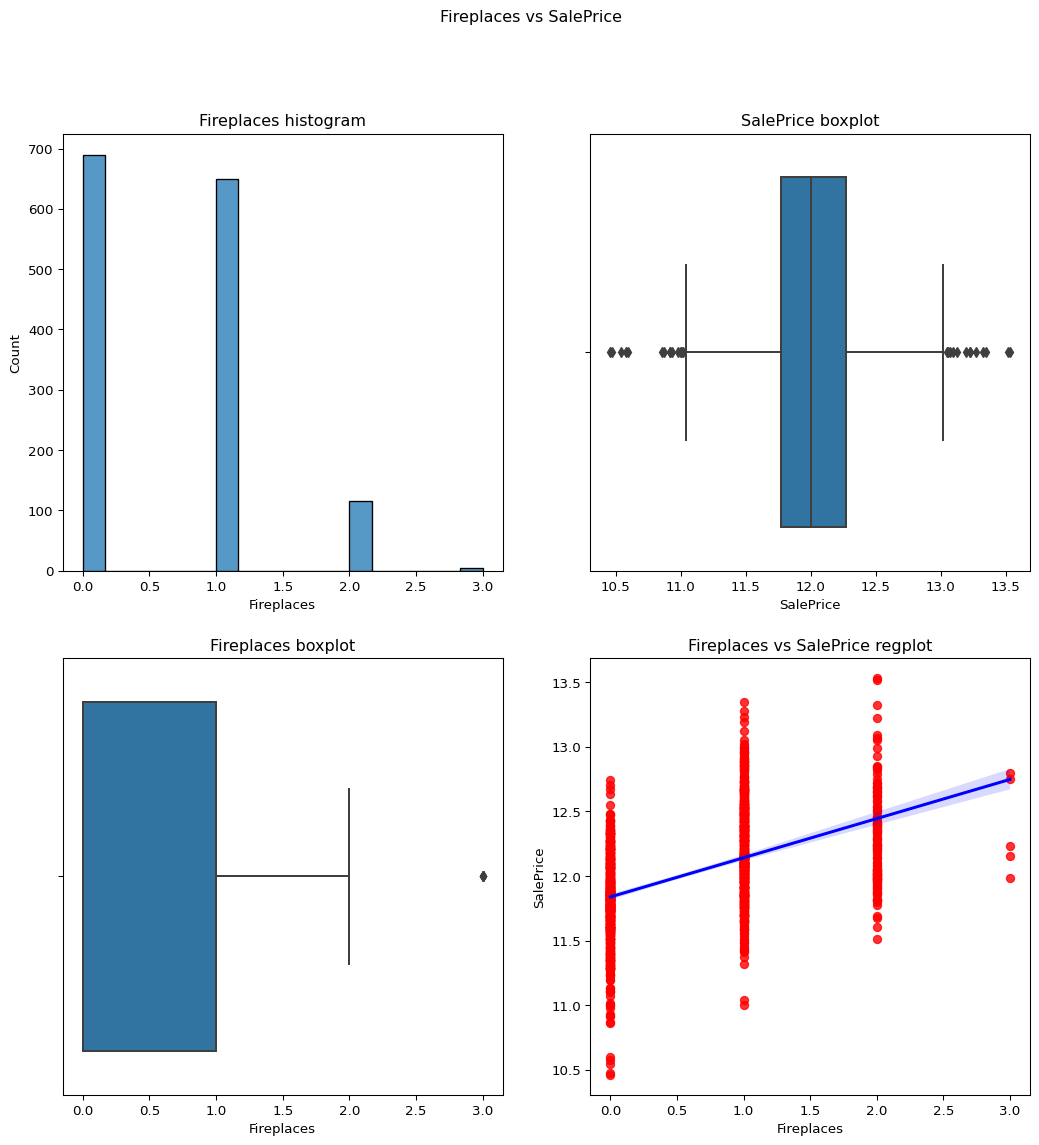 Fireplaces vs SalePrice
Fireplaces histogram
700
600
500
400
300
200
100
0
Count
0.0 0.5 1.0 1.5 2.0 2.5 3.0
Fireplaces
SalePrice boxplot
10.5 11.0 11.5 12.0 12.5 13.0 13.5
SalePrice
Fireplaces boxplot
0.0 0.5 1.0 1.5 2.0 2.5 3.0
Fireplaces
Fireplaces vs SalePrice regplot
13.5
13.0
12.5
12.0
11.5
11.0
10.5
SalePrice
0.0 0.5 1.0 1.5 2.0 2.5 3.0
Fireplaces